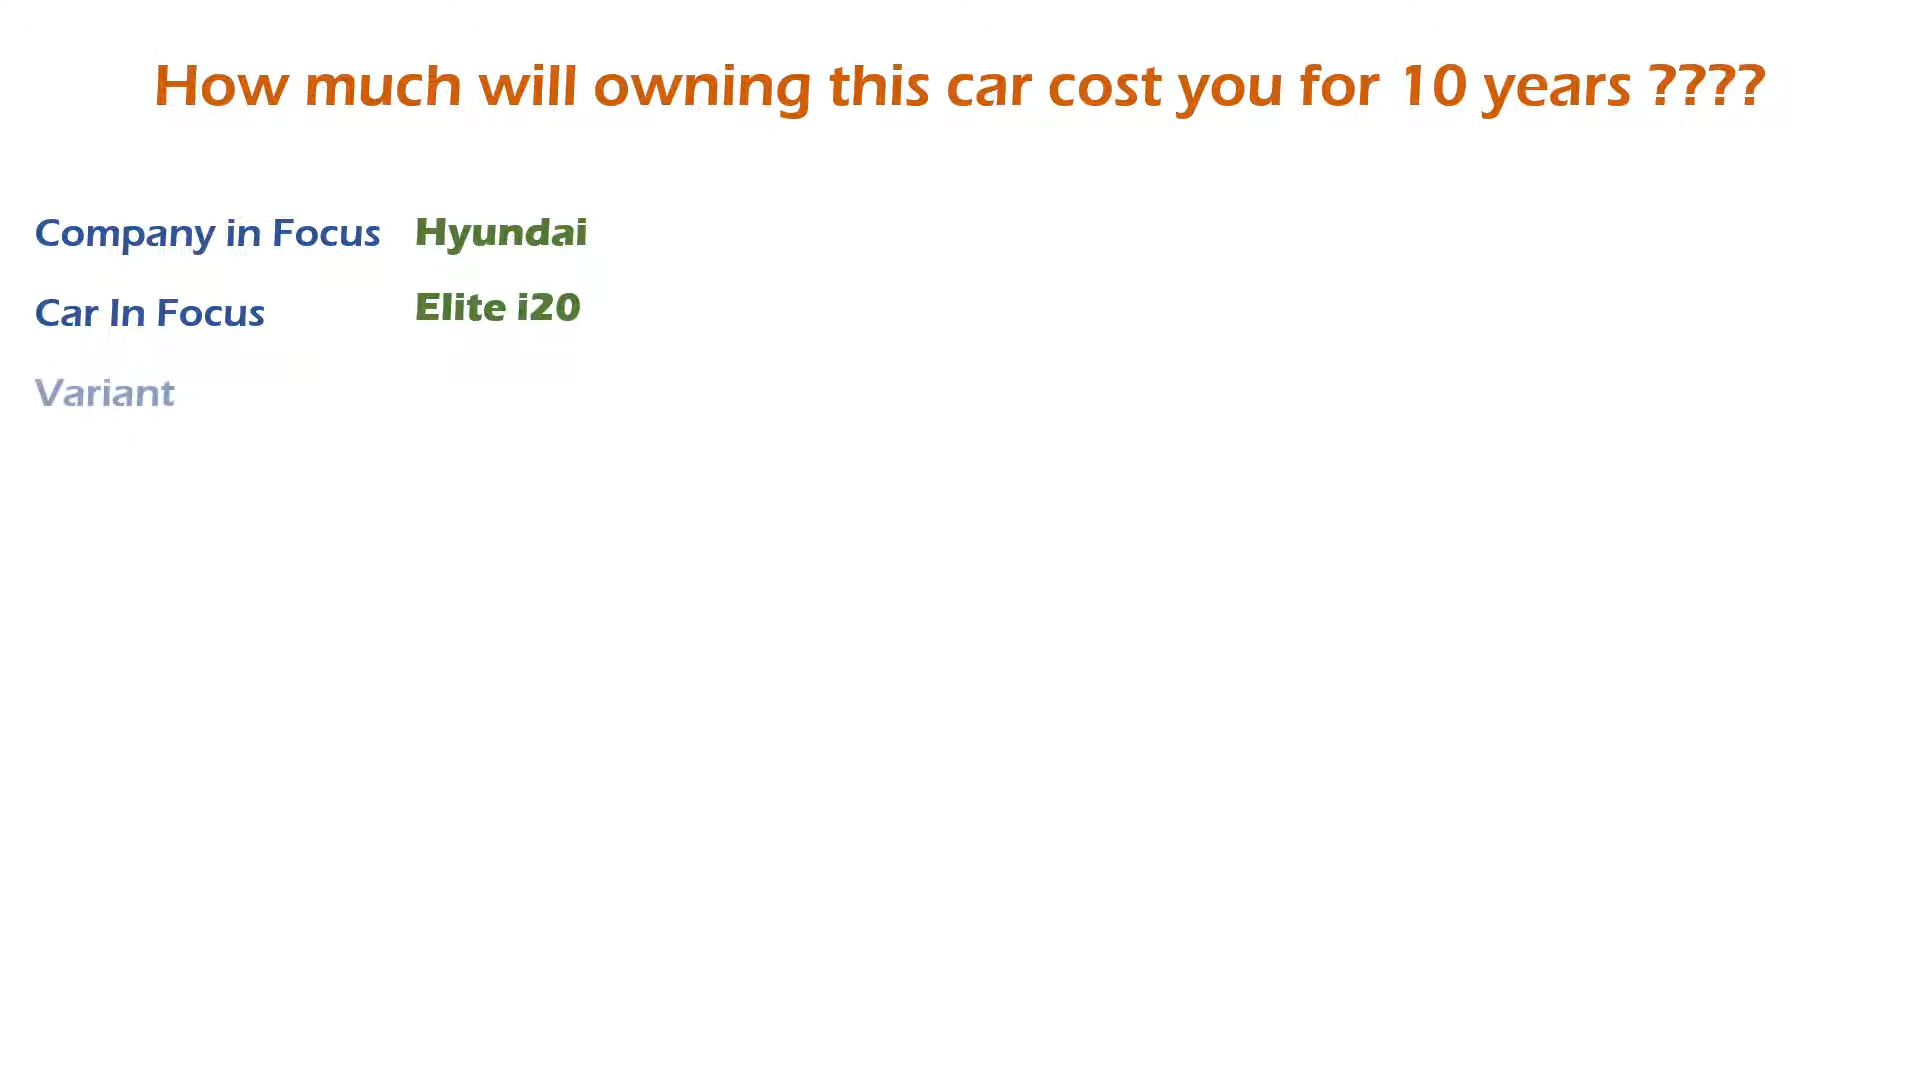 How much will owning this car cost you for 10 years ????
Company in Focus Hyundai
Car In Focus Elite i20
Variant